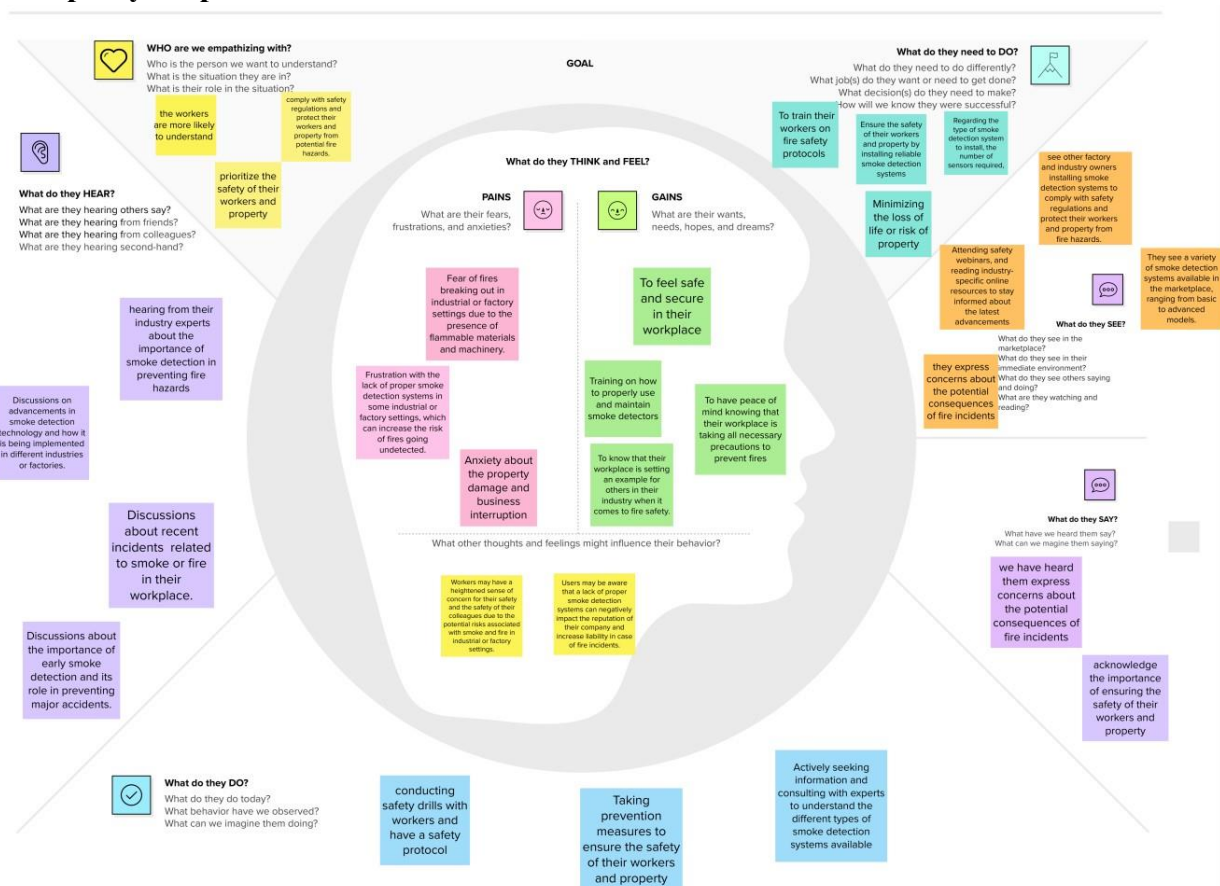 WHO are we empathizing with?
Who is the person we want to understand?
What is the situation they are in?
What is their role in the situation?
the workers
are more likely
to understand
comply with safety
regulations and
protect their
workers and
property from
potential fire
hazards.
prioritize the
safety of their
workers and
property
GOAL
What do they need to DO?
What do they need to do differently?
What job(s) do they want or need to get done?
What decision(s) do they need to make?
How will we know they were successful?
To train their
workers on
fire safety
protocols
Ensure the safety
of their workers
and property by
installing reliable
smoke detection
systems
Regarding the
type of smoke
detection system
to install, the
number of
sensors required,
Minimizing
the loss of
life or risk of
property
see other factory
and industry owners
installing smoke
detection systems to
comply with safety
regulations and
protect their workers
and property from
fire hazards.
Attending safety
webinars, and
reading industry-
specific online
resources to stay
informed about
the latest
advancements
They see a variety
of smoke detection
systems available in
the marketplace,
ranging from basic
to advanced
models.
What do they SEE?
What do they see in the
marketplace?
What do they see in their
immediate environment?
What do they see others saying
and doing?
What are they watching and
reading?
they express
concerns about
the potential
consequences
of fire incidents
What do they HEAR?
What are they hearing others say?
What are they hearing from friends?
What are they hearing from colleagues?
What are they hearing second-hand?
hearing from their
industry experts
about the
importance of
smoke detection in
preventing fire
hazards
Discussions on
advancements in
smoke detection
technology and how it
is being implemented
in different industries
or factories.
Discussions
about recent
incidents related
to smoke or fire
in their
workplace.
Discussions about
the importance of
early smoke
detection and its
role in preventing
major accidents.
What do they THINK and FEEL?
PAINS
What are their fears,
frustrations, and anxieties?
Fear of fires
breaking out in
industrial or factory
settings due to the
presence of
flammable materials
and machinery.
Frustration with the
lack of proper smoke
detection systems in
some industrial or
factory settings, which
can increase the risk
of fires going
undetected.
Anxiety about
the property
damage and
business
interruption
GAINS
What are their wants,
needs, hopes, and dreams?
To feel safe
and secure
in their
workplace
Training on how
to properly use
and maintain
smoke detectors
To have peace of
mind knowing that
their workplace is
taking all necessary
precautions to
prevent fires
To know that their
workplace is setting
an example for
others in their
industry when it
comes to fire safety.
What other thoughts and feelings might influence their behavior?
Workers may have a
heightened sense of
concern for their safety
and the safety of their
colleagues due to the
potential risks associated
with smoke and fire in
industrial or factory
settings.
Users may be aware
that a lack of proper
smoke detection
systems can negatively
impact the reputation of
their company and
increase liability in case
of fire incidents.
What do they SAY?
What have we heard them say?
What can we magine them saying?
we have heard
them express
concerns about
the potential
consequences of
fire incidents
acknowledge
the importance
of ensuring the
safety of their
workers and
property
What do they DO?
What do they do today?
What behavior have we observed?
What can we imagine them doing?
conducting
safety drills with
workers and
have a safety
protocol
Taking
prevention
measures to
ensure the safety
of their workers
and property
Actively seeking
information and
consulting with experts
to understand the
different types of
smoke detection
systems available